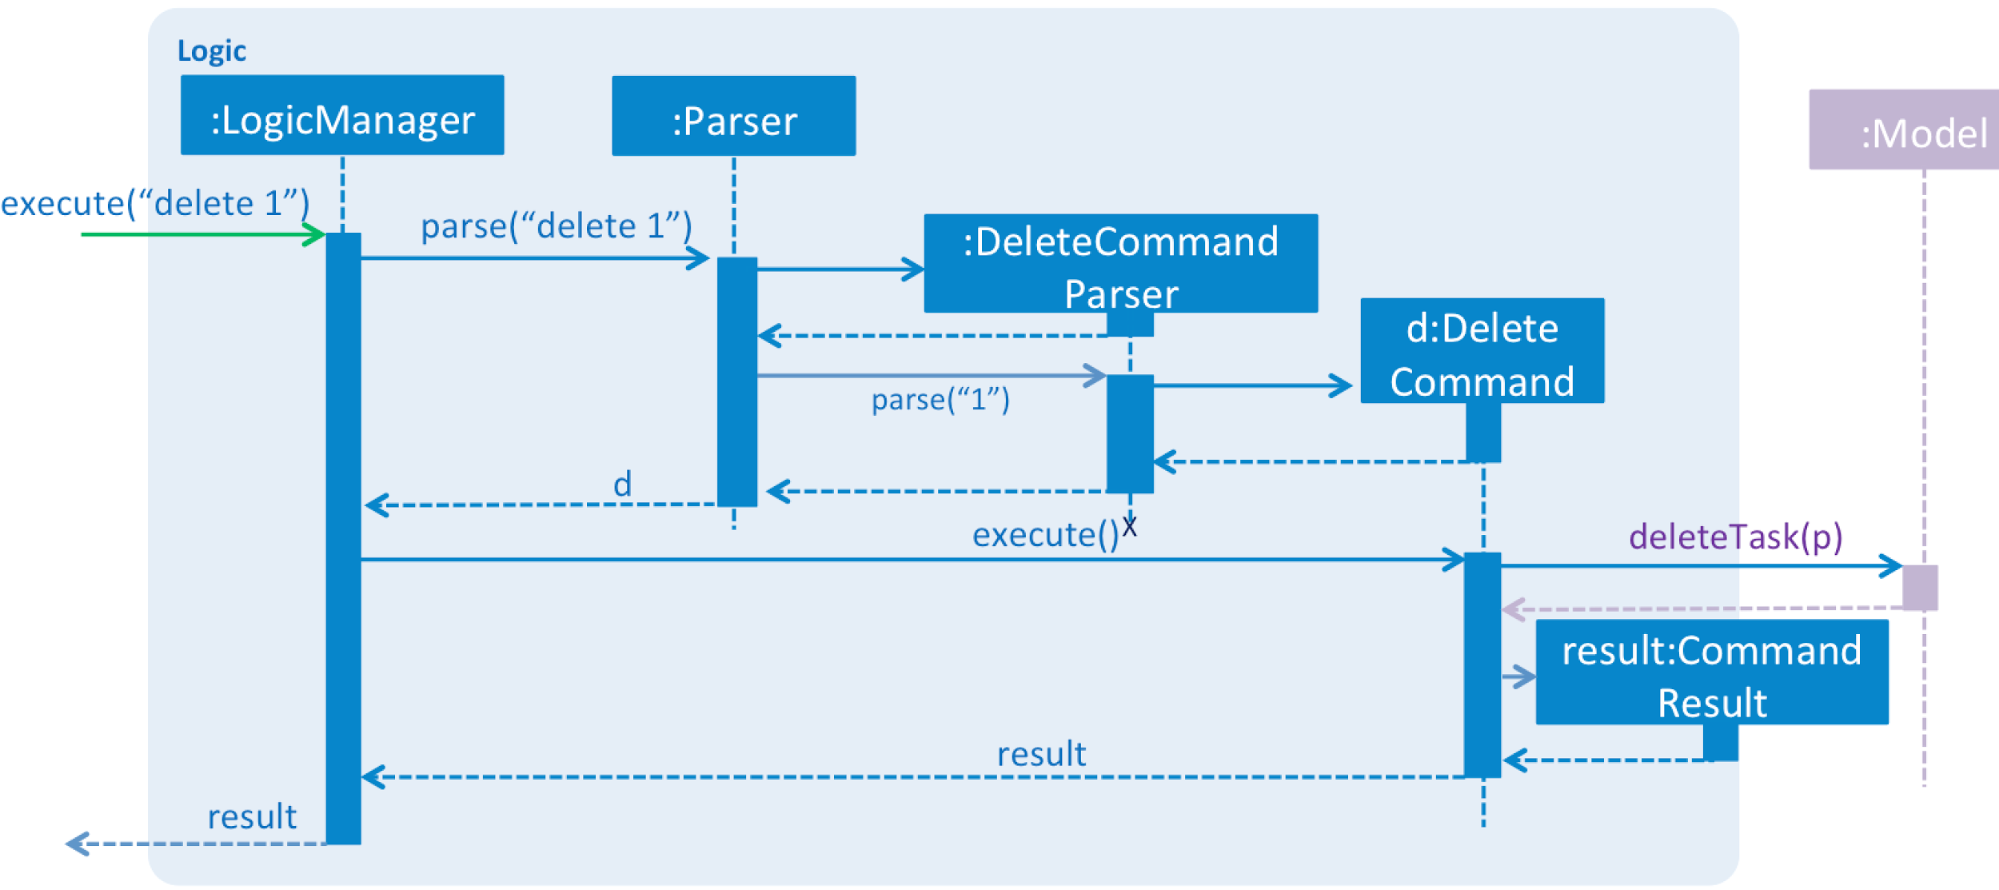 Logic
:LogicManager
:Parser
:Model
execute(“delete 1”)
parse(“delete 1”)
:DeleteCommand
Parser
d:Delete
Command
parse(“1”)
d
execute()
X
deleteTask(p)
result:Command
Result
result
result